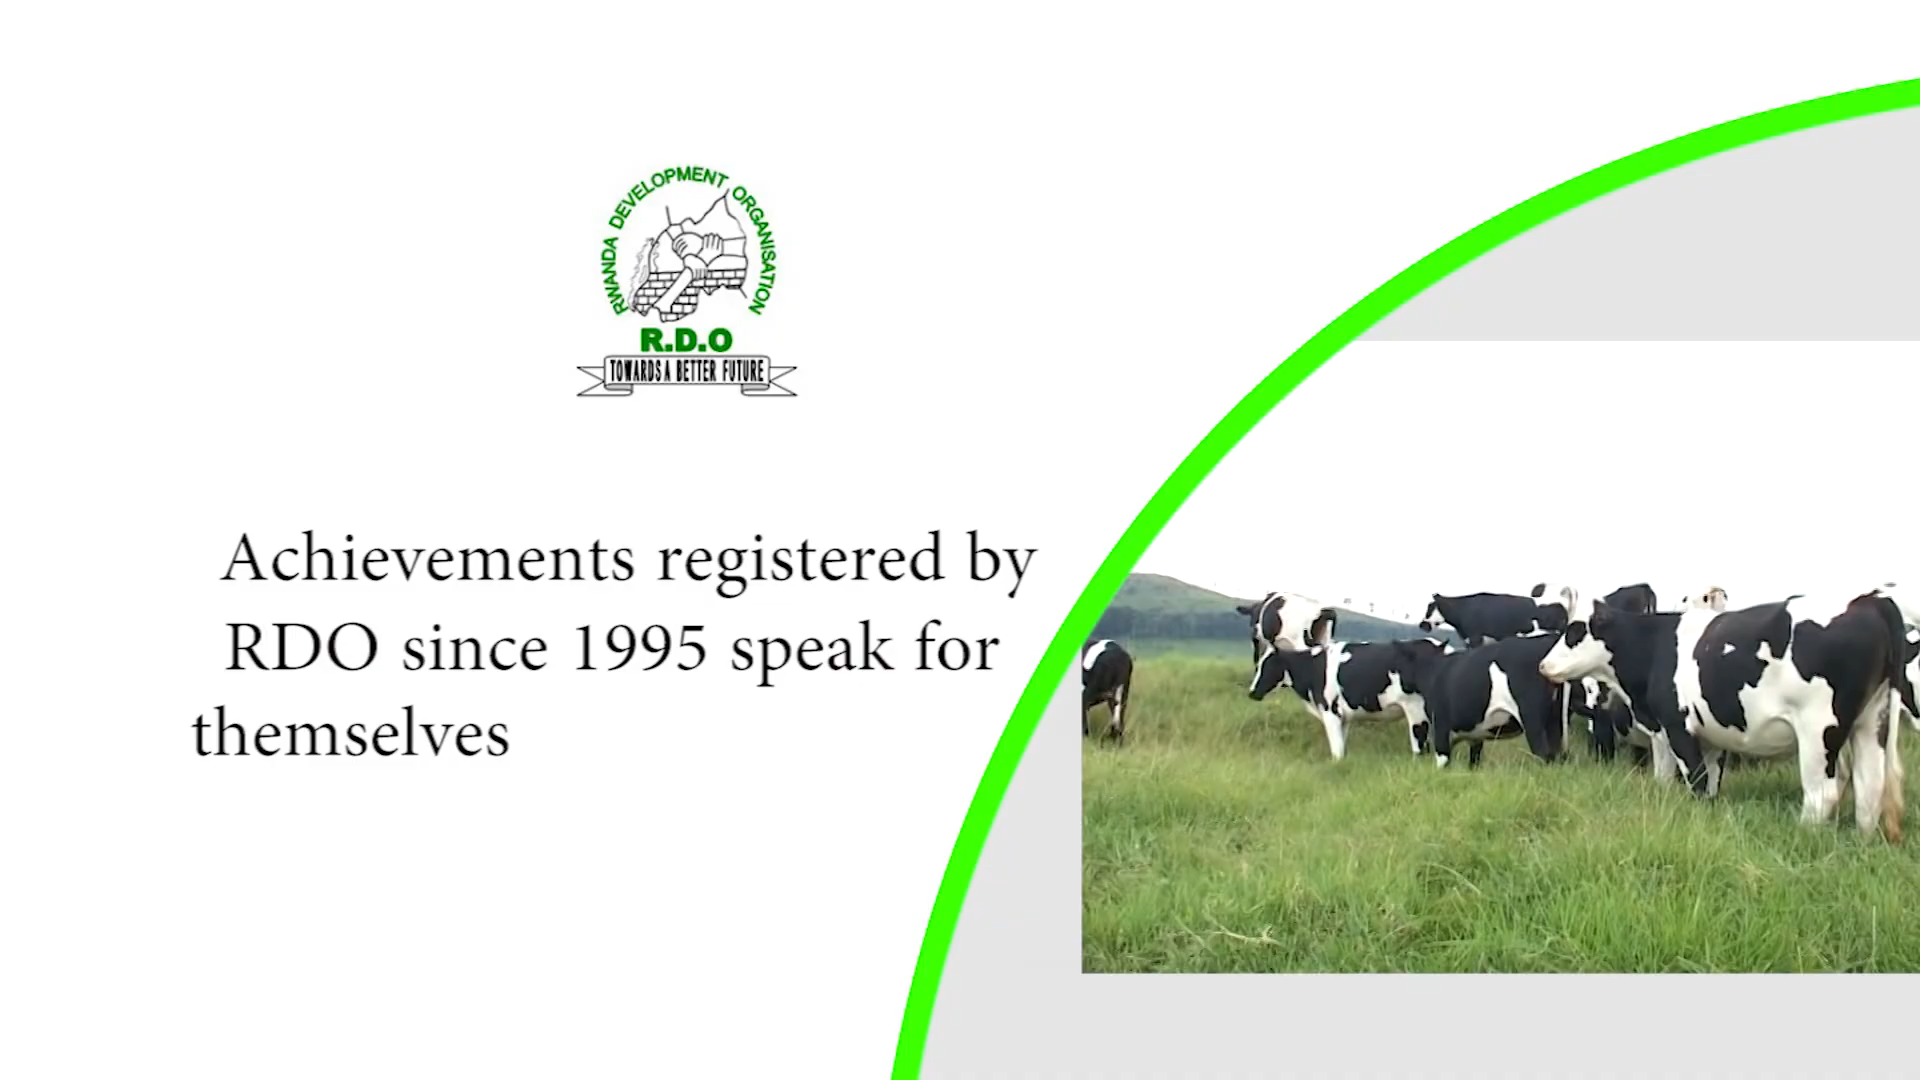 RWANDA DEVELOPMENT ORGANISATION
R.D.O
TOWARDS A BETTER FUTURE
Achievements registered by
RDO since 1995 speak for
themselves